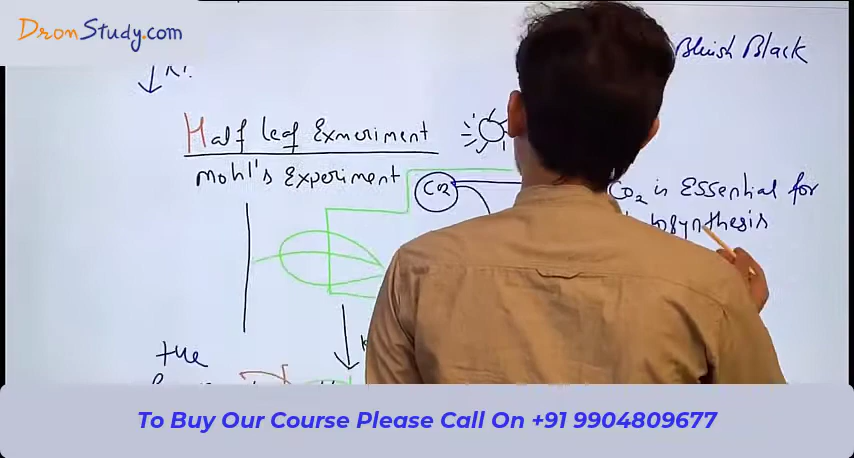 DronStudy.com
Bluish Black
Half leaf Exmeriment
mohl's Experiment
CO2
CO2 is Essential for
tosynthesis
the
To Buy Our Course Please Call On +91 9904809677